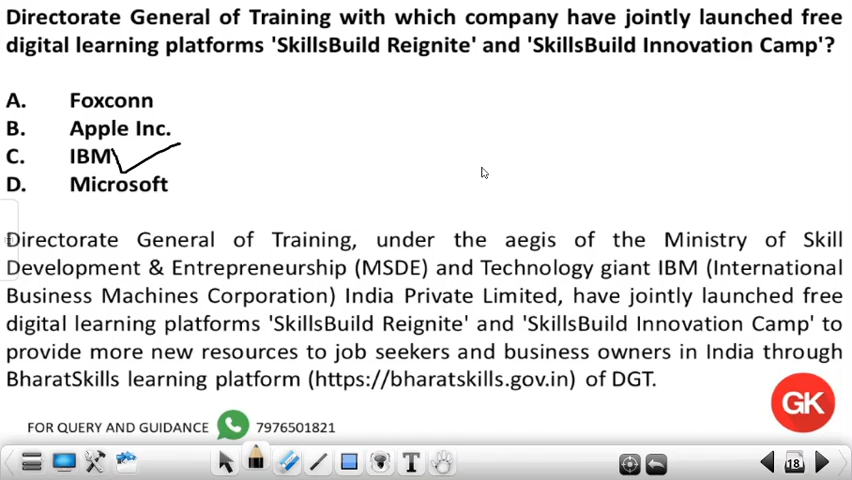 Directorate General of Training with which company have jointly launched free
digital learning platforms 'SkillsBuild Reignite' and 'SkillsBuild Innovation Camp'?
A. Foxconn
B. Apple Inc.
C. IBM
D. Microsoft
Directorate General of Training, under the aegis of the Ministry of Skill
Development & Entrepreneurship (MSDE) and Technology giant IBM (International
Business Machines Corporation) India Private Limited, have jointly launched free
digital learning platforms 'SkillsBuild Reignite' and 'SkillsBuild Innovation Camp' to
provide more new resources to job seekers and business owners in India through
BharatSkills learning platform (https://bharatskills.gov.in) of DGT.
GK
FOR QUERY AND GUIDANCE 7976501821
T
18